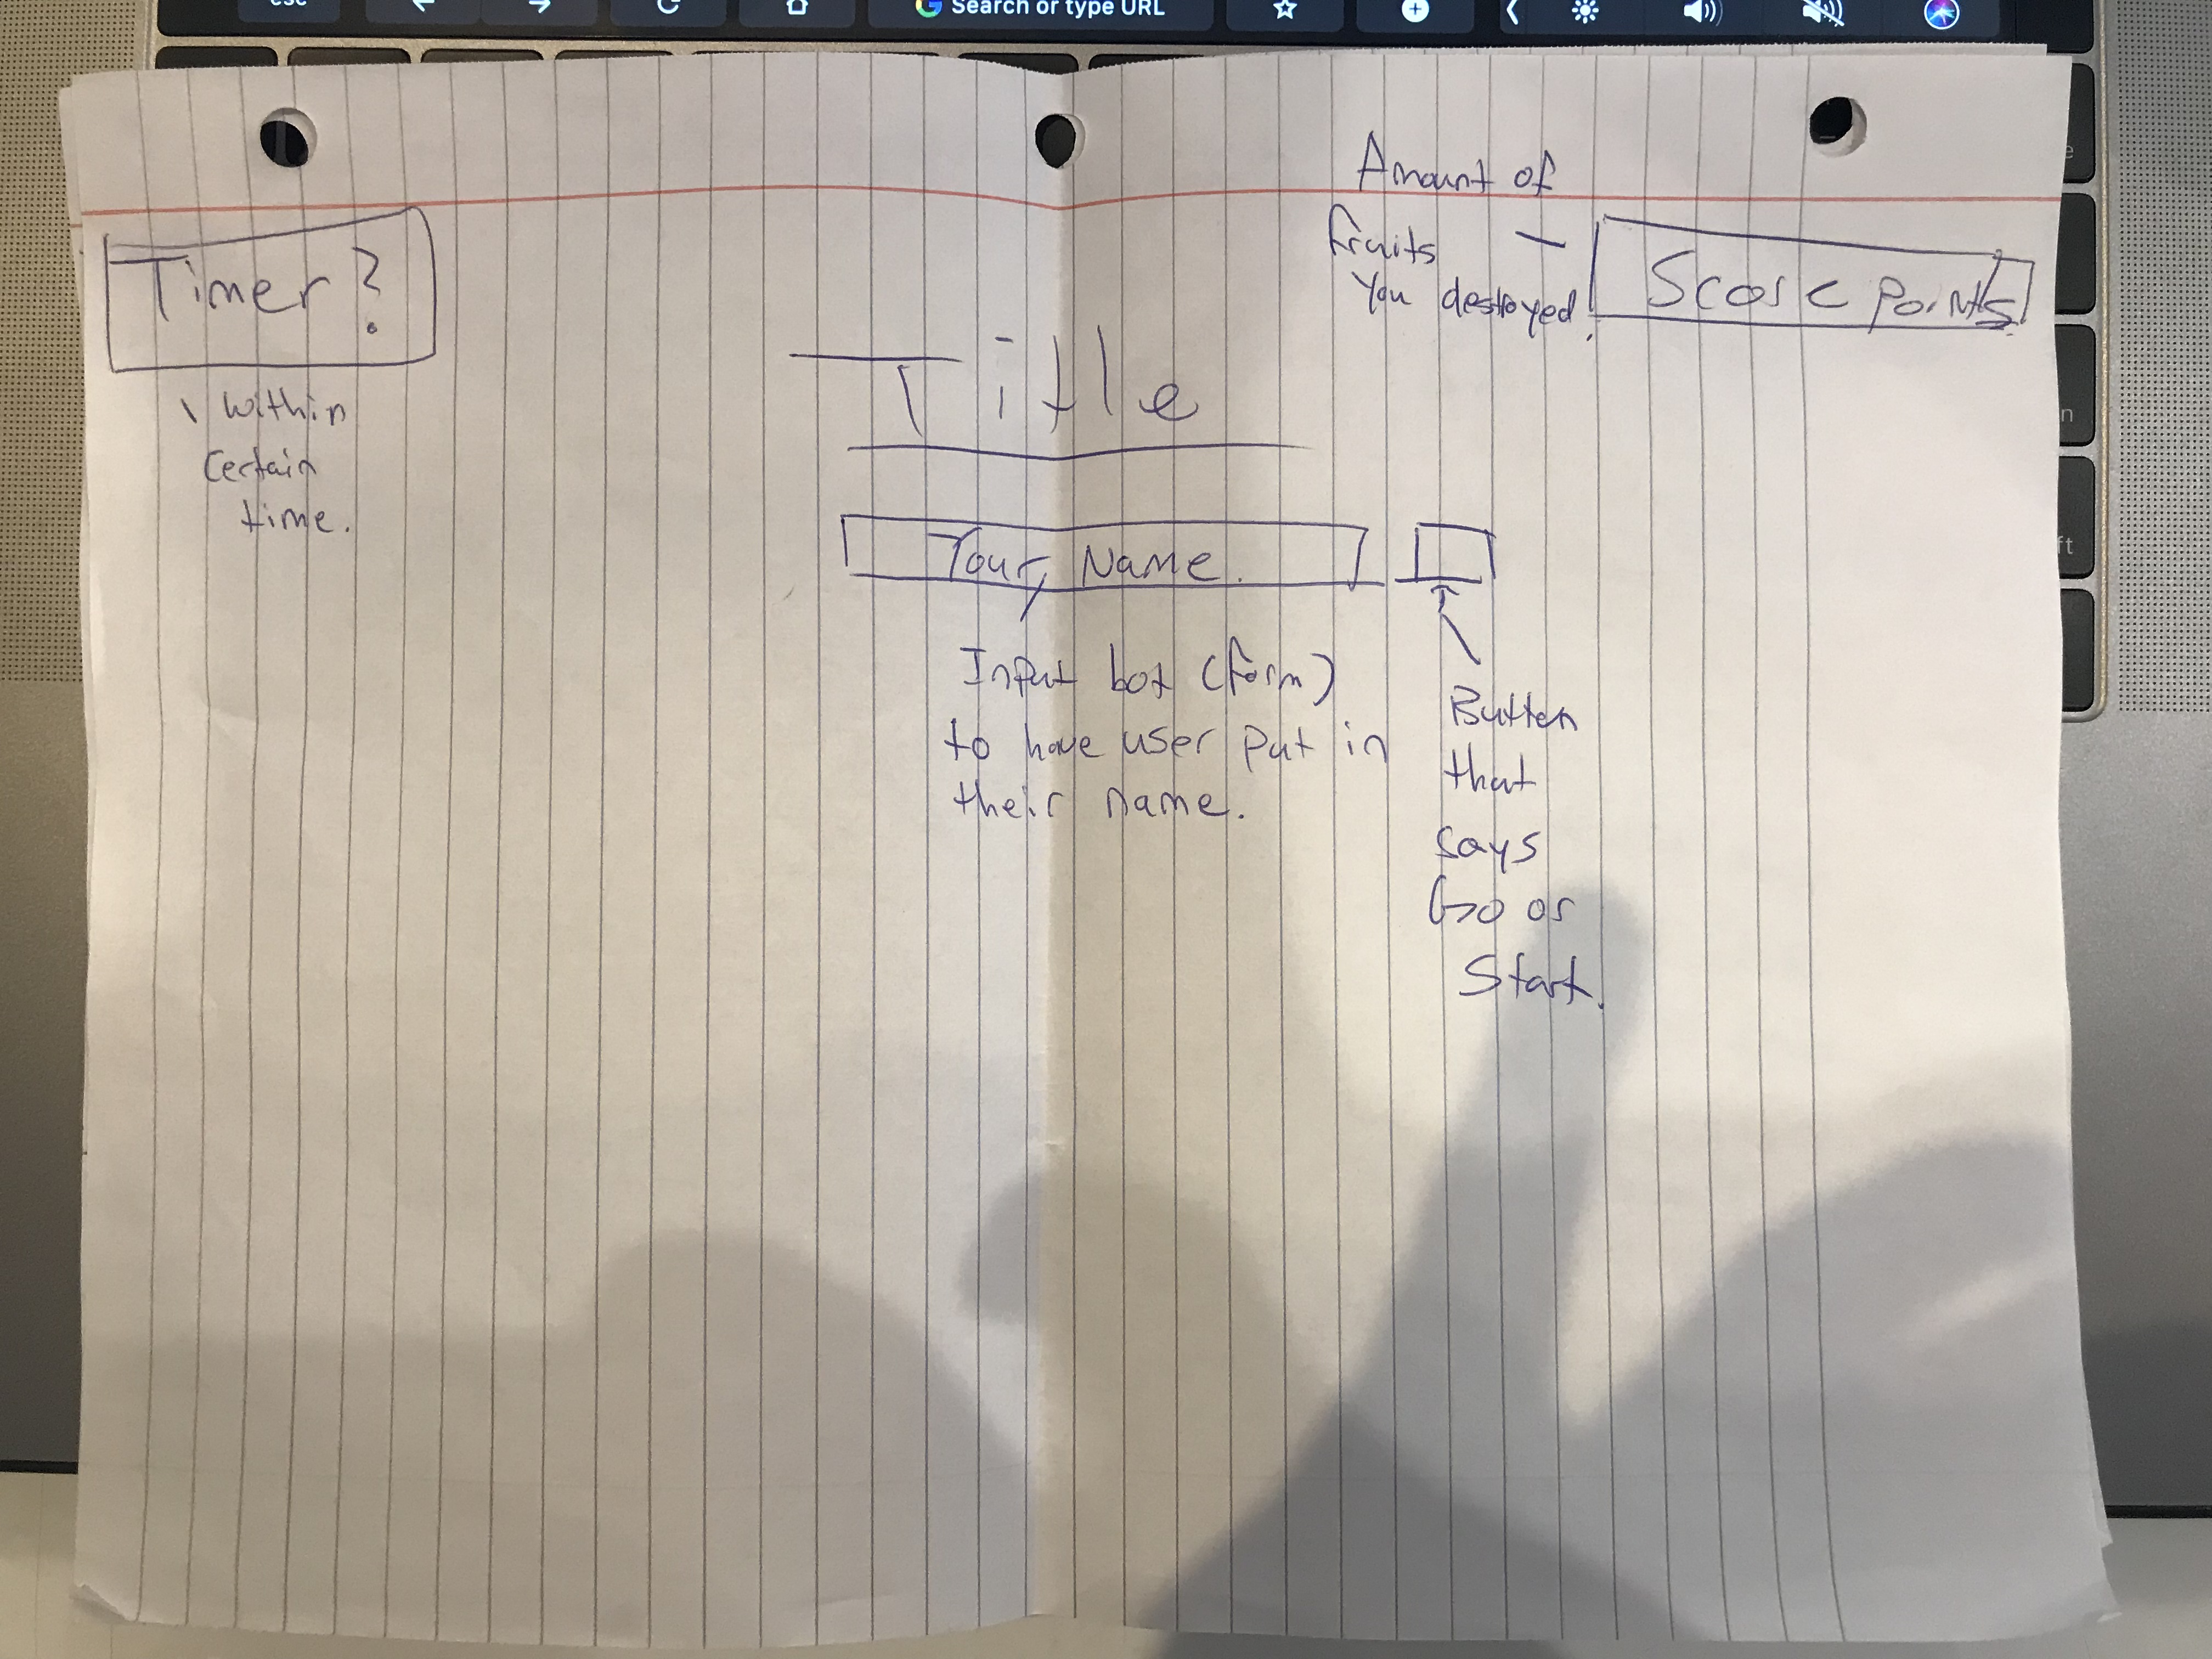 Timer?
within
certain
time.
Title
Your Name.
Input box (form)
to have user put in
their name.
Button
that
says
Go or
Start.
Amount of
fruits
you destoyed.
Score Points
esc
Search or type URL